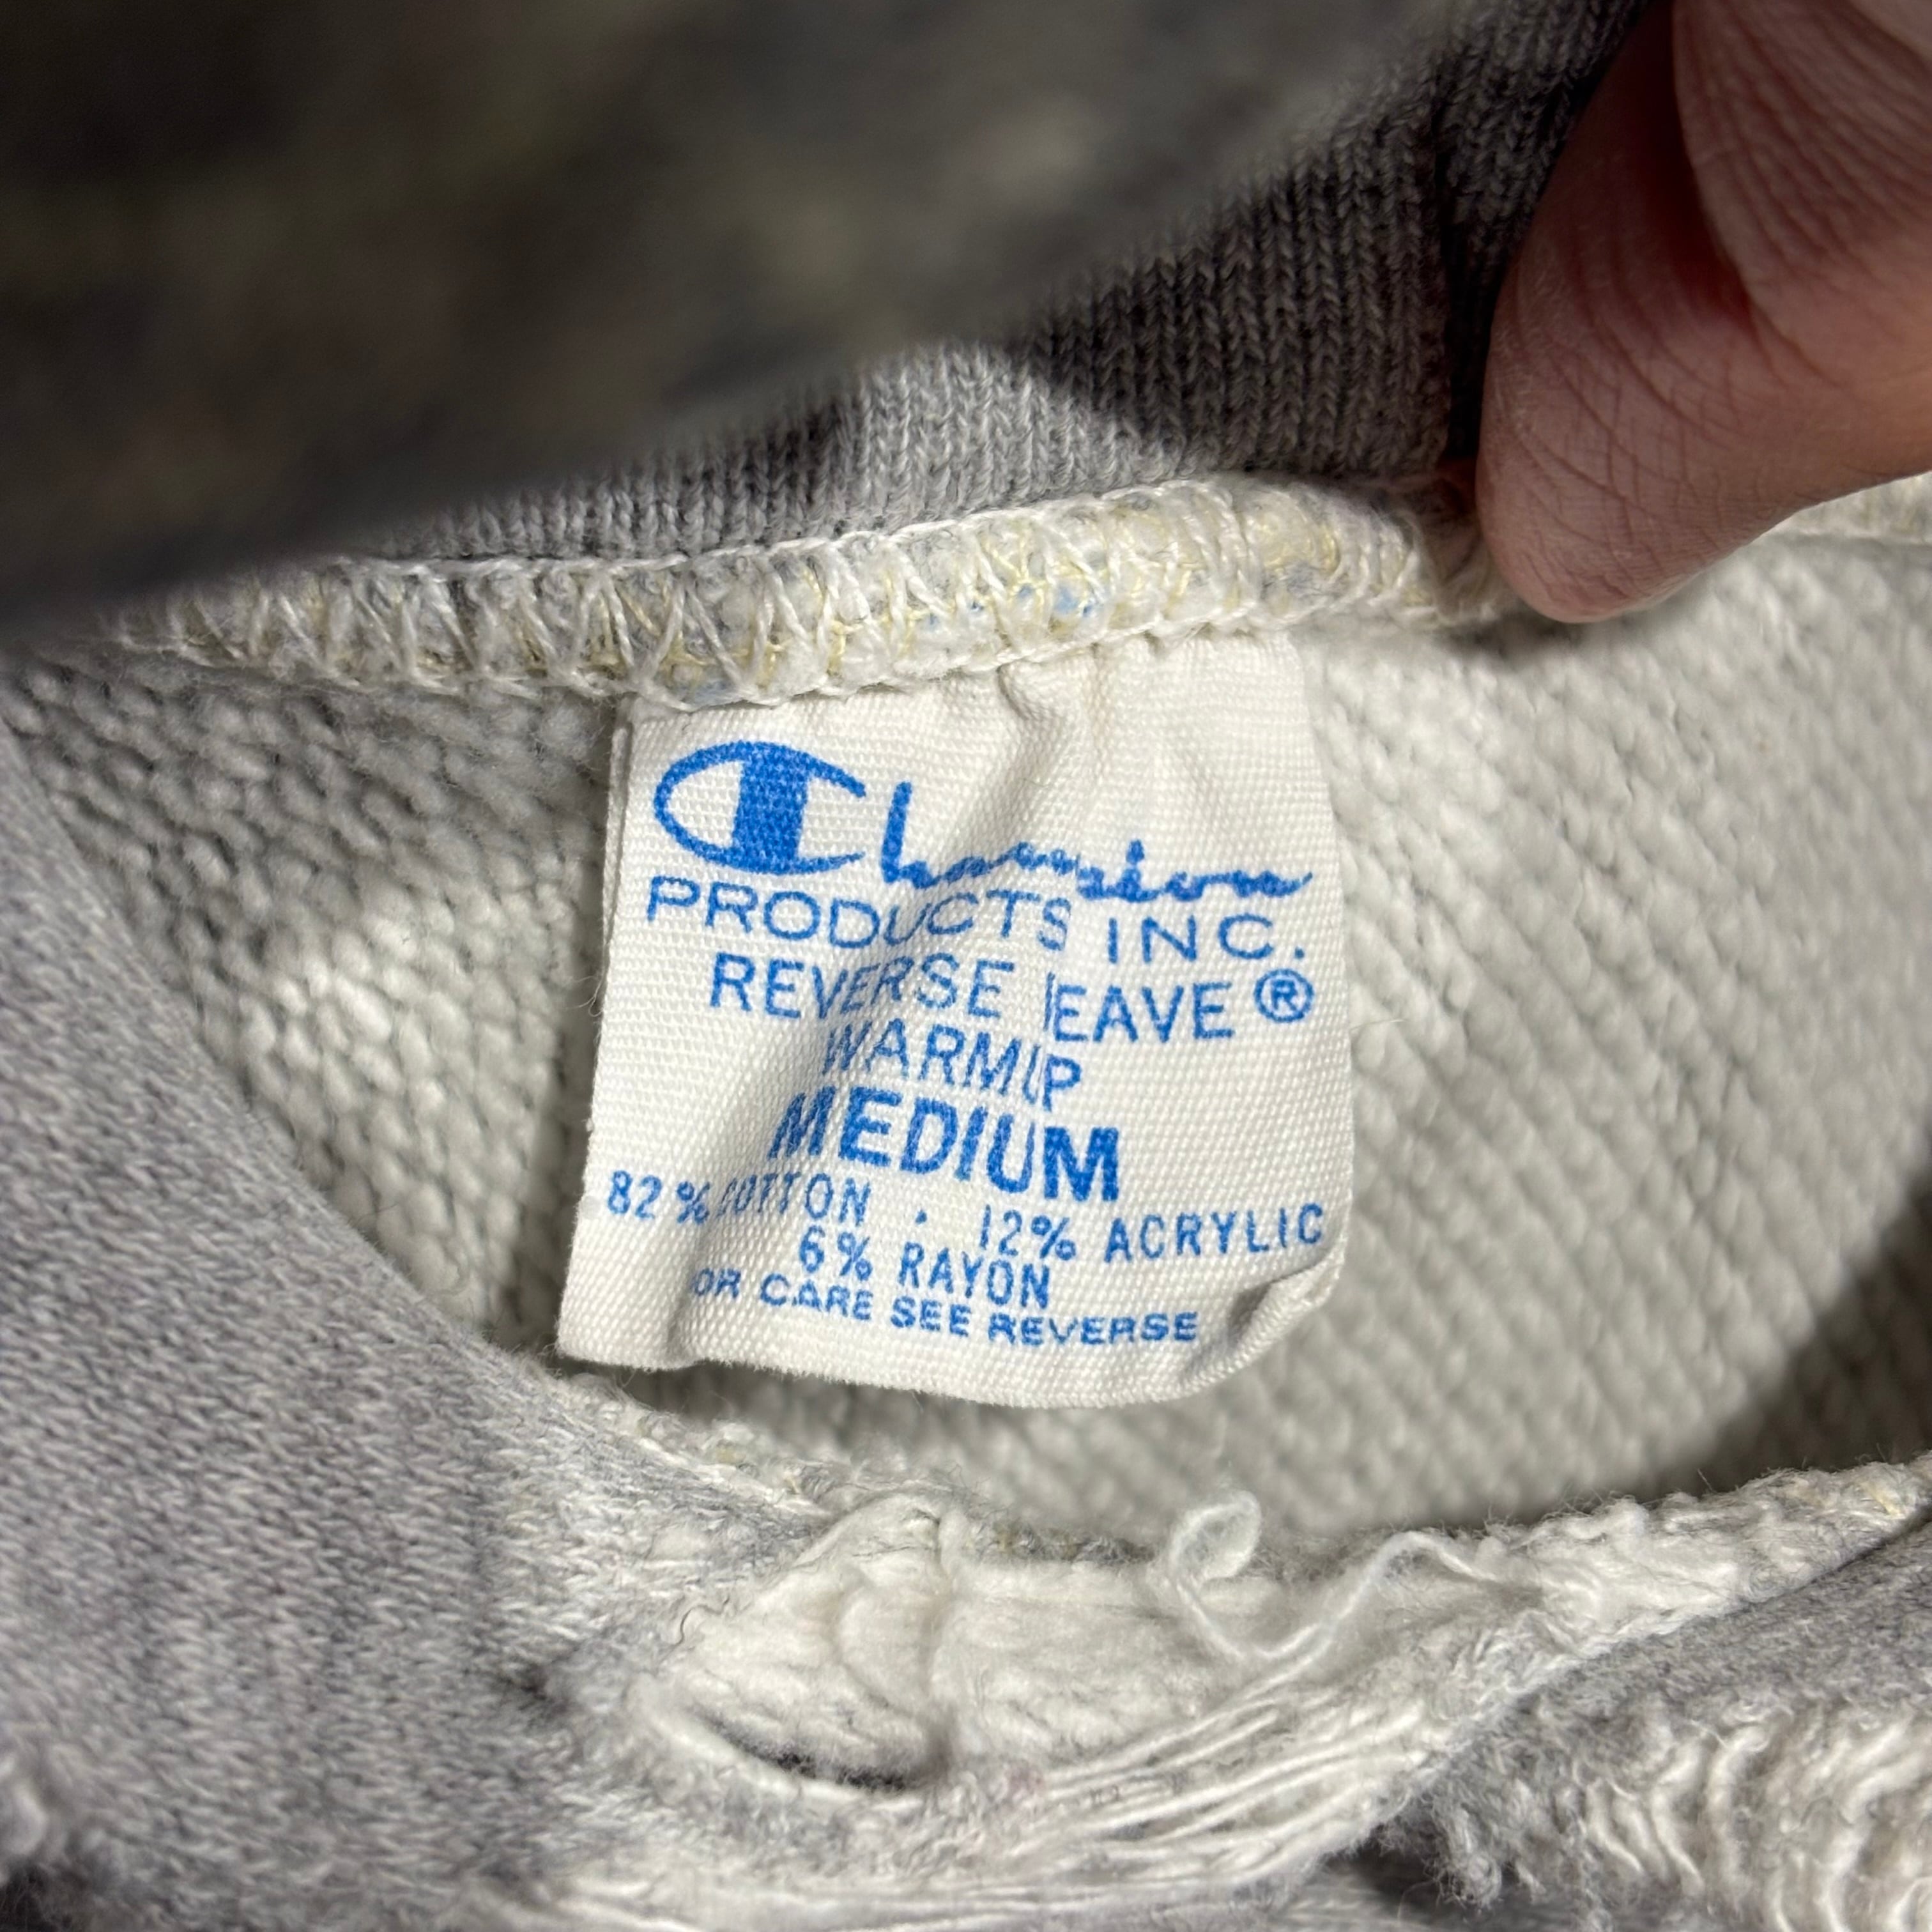 Champion
PRODUCTS INC.
REVERSE WEAVE ®
WARMUP
MEDIUM
82% COTTON . 12% ACRYLIC
6% RAYON
FOR CARE SEE REVERSE